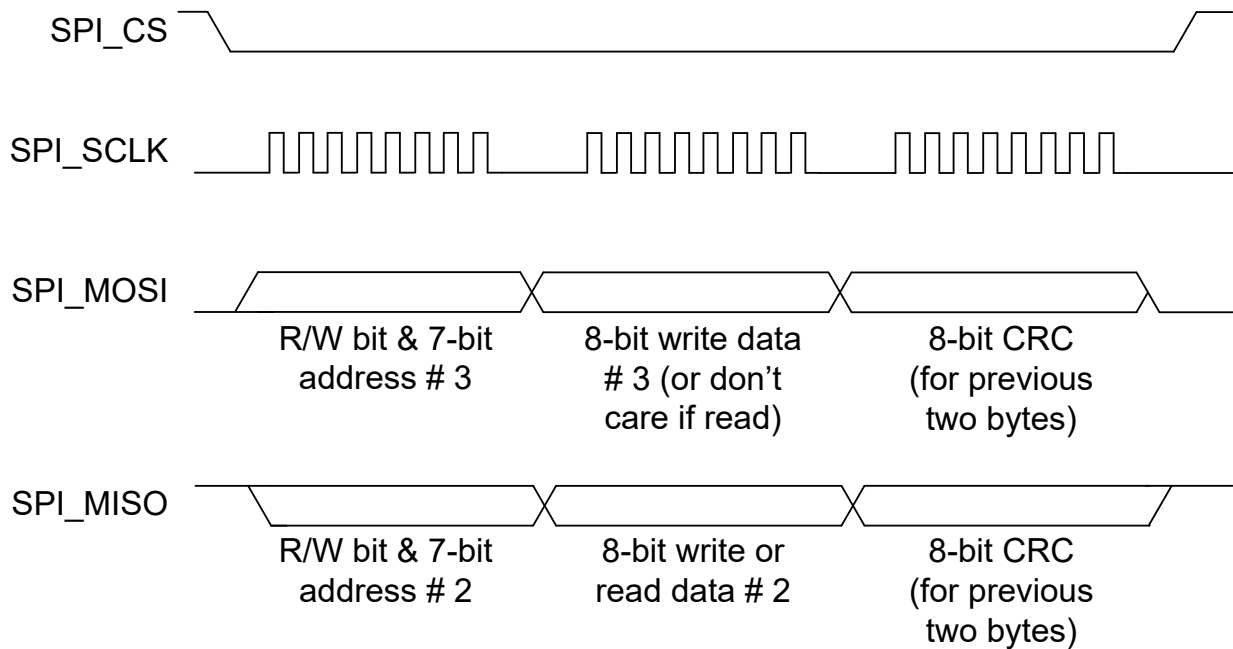 SPI_CS
SPI_SCLK
SPI_MOSI
R/W bit & 7-bit
address # 3
8-bit write data
# 3 (or don’t
care if read)
8-bit CRC
(for previous
two bytes)
SPI_MISO
R/W bit & 7-bit
address # 2
8-bit write or
read data # 2
8-bit CRC
(for previous
two bytes)